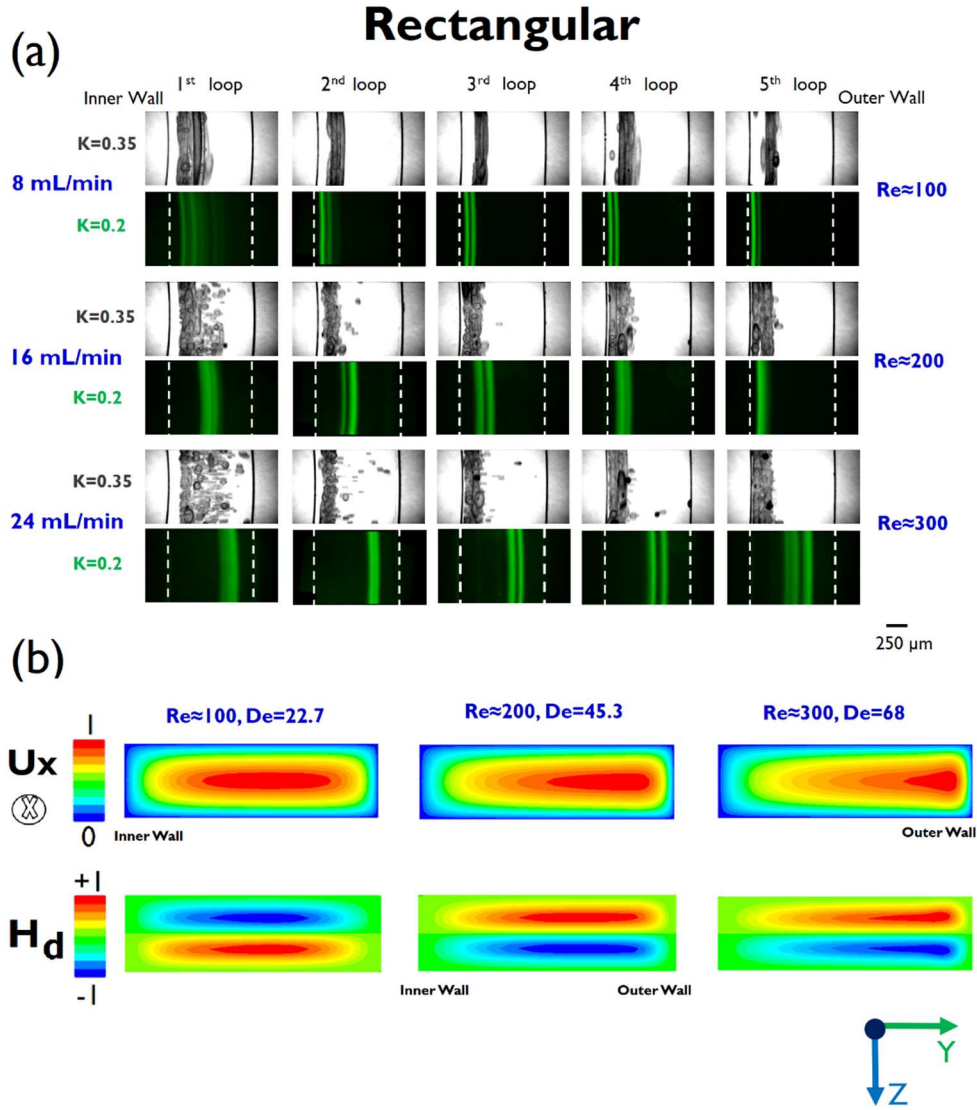 Rectangular
(a)
1st loop 2nd loop 3rd loop 4th loop 5th loop
Inner Wall Outer Wall
K=0.35
8 mL/min Re≈100
K=0.2
K=0.35
16 mL/min Re≈200
K=0.2
K=0.35
24 mL/min Re≈300
K=0.2
250 µm
(b)
Re≈100, De=22.7 Re≈200, De=45.3 Re≈300, De=68
1
Ux
X
0
Inner Wall Outer Wall
+1
Hd
-1
Inner Wall Outer Wall
Y
Z